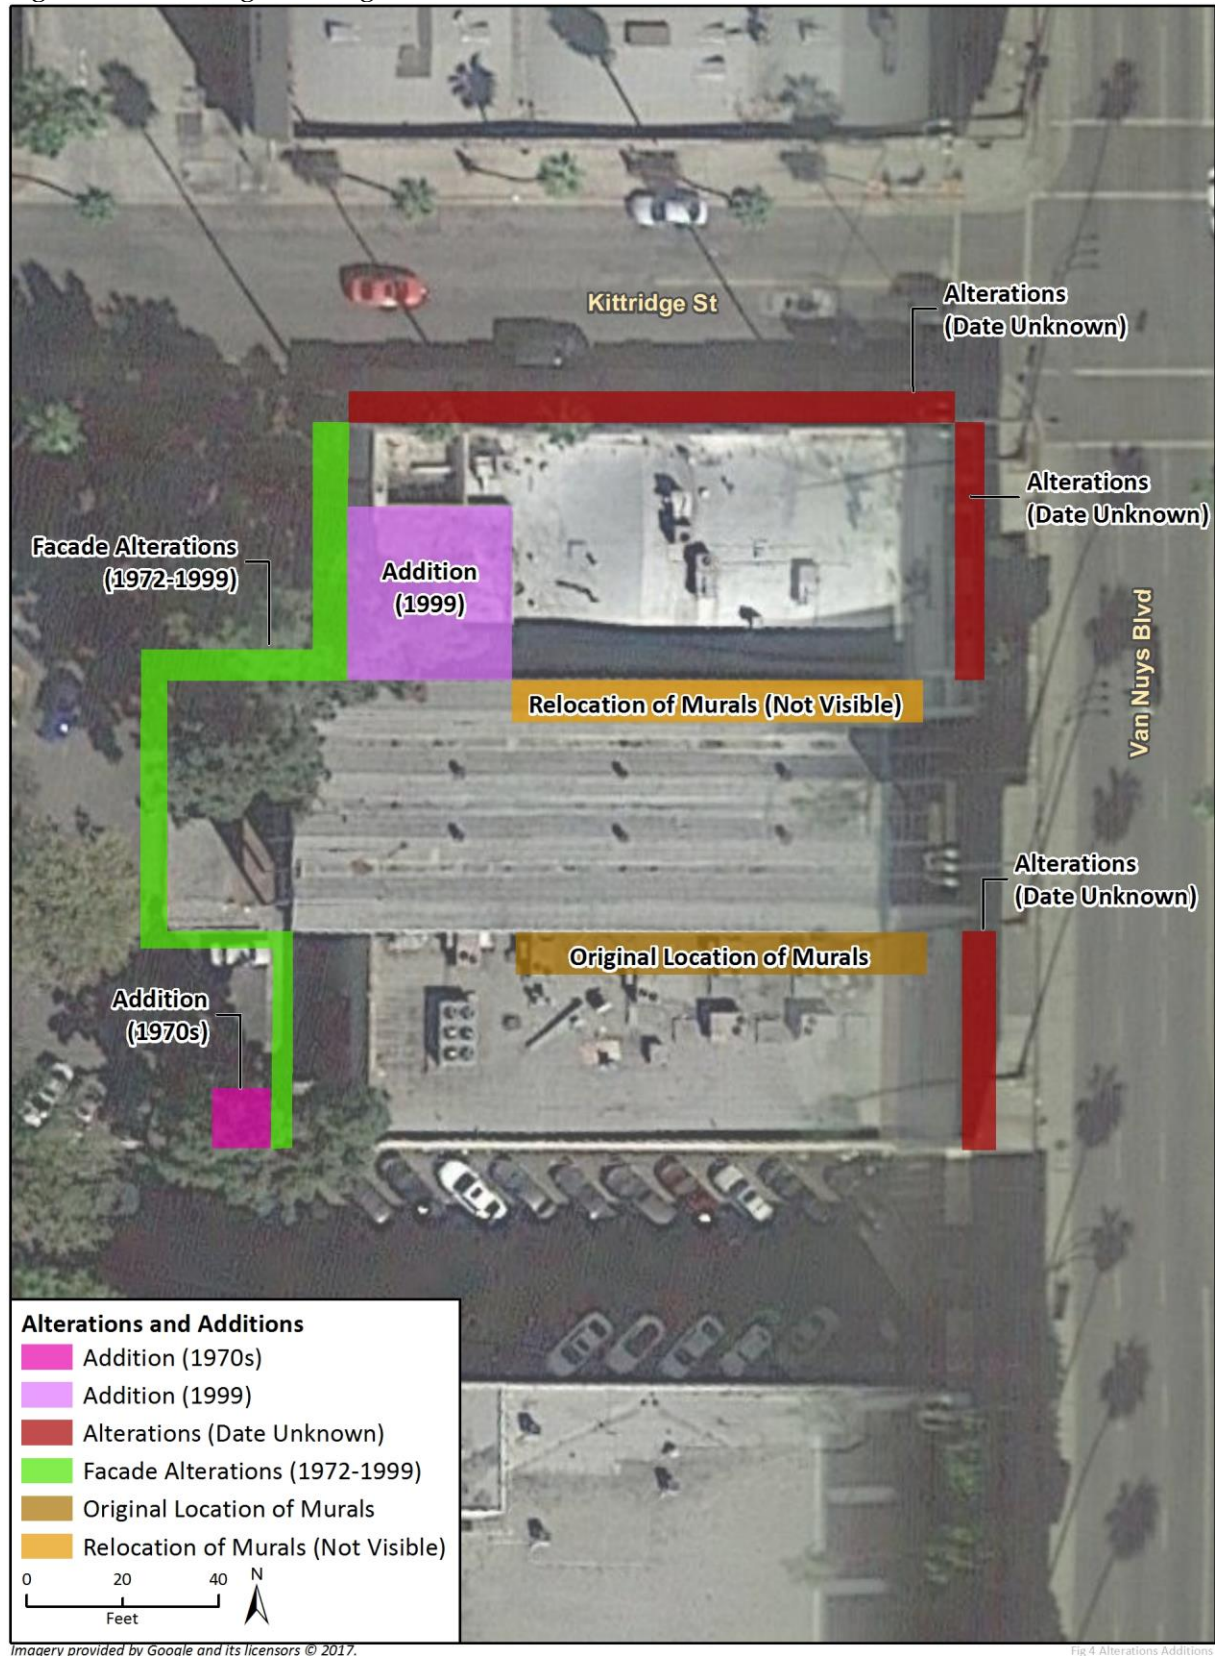 Kittridge St
Alterations
(Date Unknown)
Alterations
(Date Unknown)
Facade Alterations
(1972-1999)
Addition
(1999)
Van Nuys Blvd
Relocation of Murals (Not Visible)
Alterations
(Date Unknown)
Original Location of Murals
Addition
(1970s)
Alterations and Additions
Addition (1970s)
Addition (1999)
Alterations (Date Unknown)
Facade Alterations (1972-1999)
Original Location of Murals
Relocation of Murals (Not Visible)
0 20 40
N
Feet
Imagery provided by Google and its licensors © 2017.
Fig 4 Alterations Additions